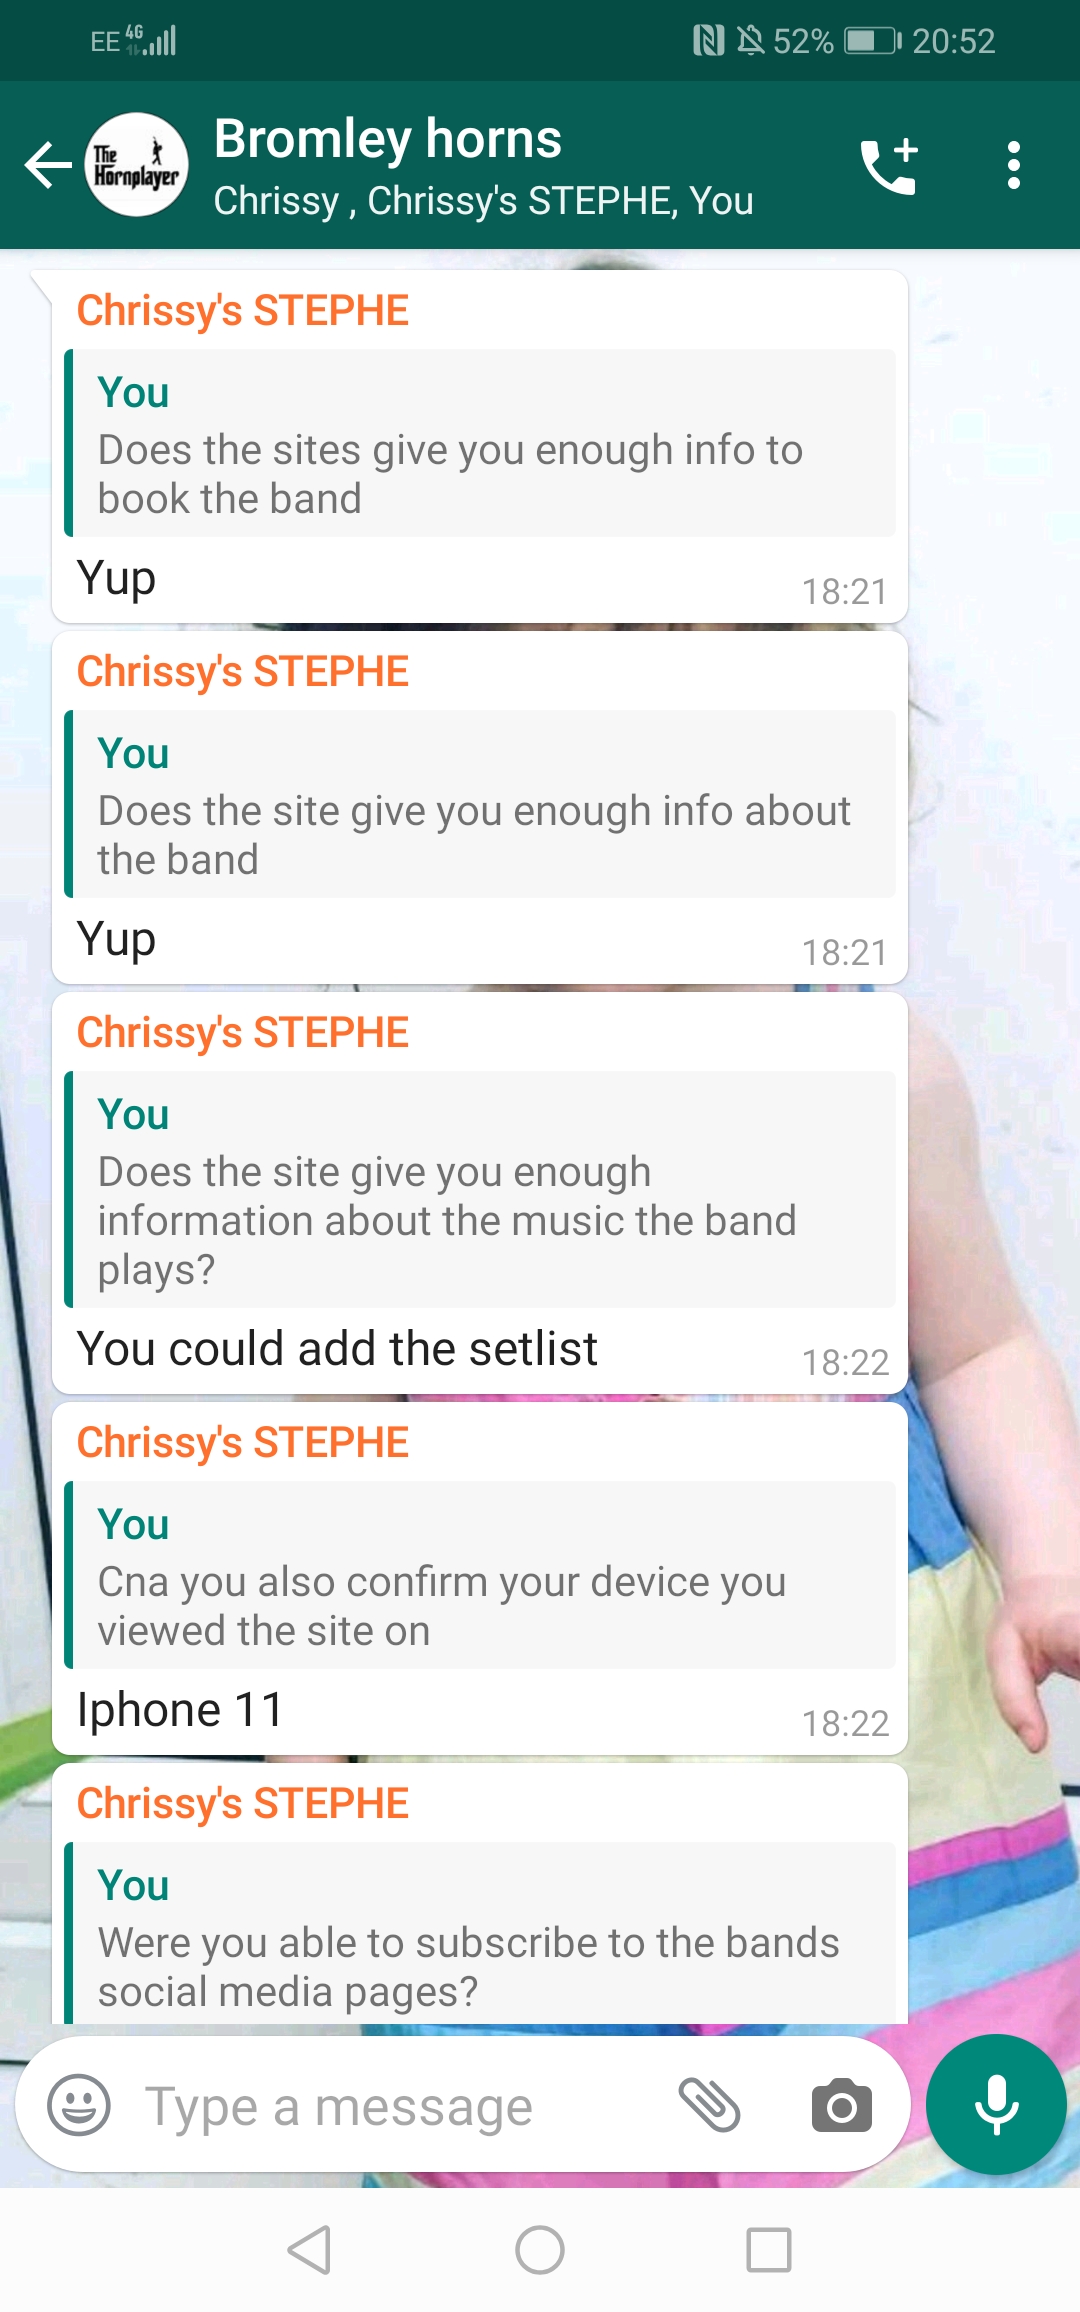 EE 4G 52% 20:52
The
Hornplayer
Bromley horns
Chrissy , Chrissy's STEPHE, You
Chrissy's STEPHE
You
Does the sites give you enough info to
book the band
Yup
18:21
Chrissy's STEPHE
You
Does the site give you enough info about
the band
Yup
18:21
Chrissy's STEPHE
You
Does the site give you enough
information about the music the band
plays?
You could add the setlist
18:22
Chrissy's STEPHE
You
Cna you also confirm your device you
viewed the site on
Iphone 11
18:22
Chrissy's STEPHE
You
Were you able to subscribe to the bands
social media pages?
Type a message